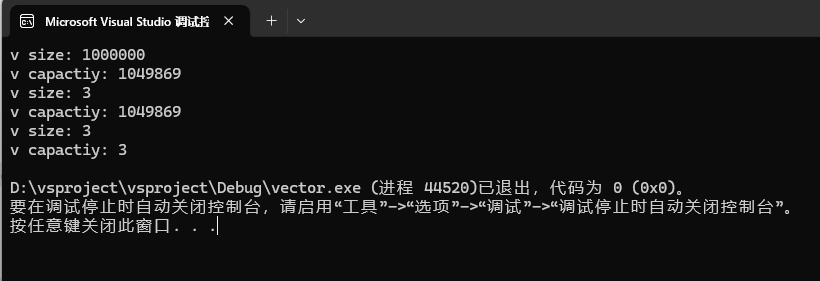 Microsoft Visual Studio 调试控
v size: 1000000
v capactiy: 1049869
v size: 3
v capactiy: 1049869
v size: 3
v capactiy: 3
D:\vsproject\vsproject\Debug\vector.exe (进程 44520)已退出，代码为 0 (0x0)。
要在调试停止时自动关闭控制台，请启用“工具”->“选项”->“调试”->“调试停止时自动关闭控制台”。
按任意键关闭此窗口. . .